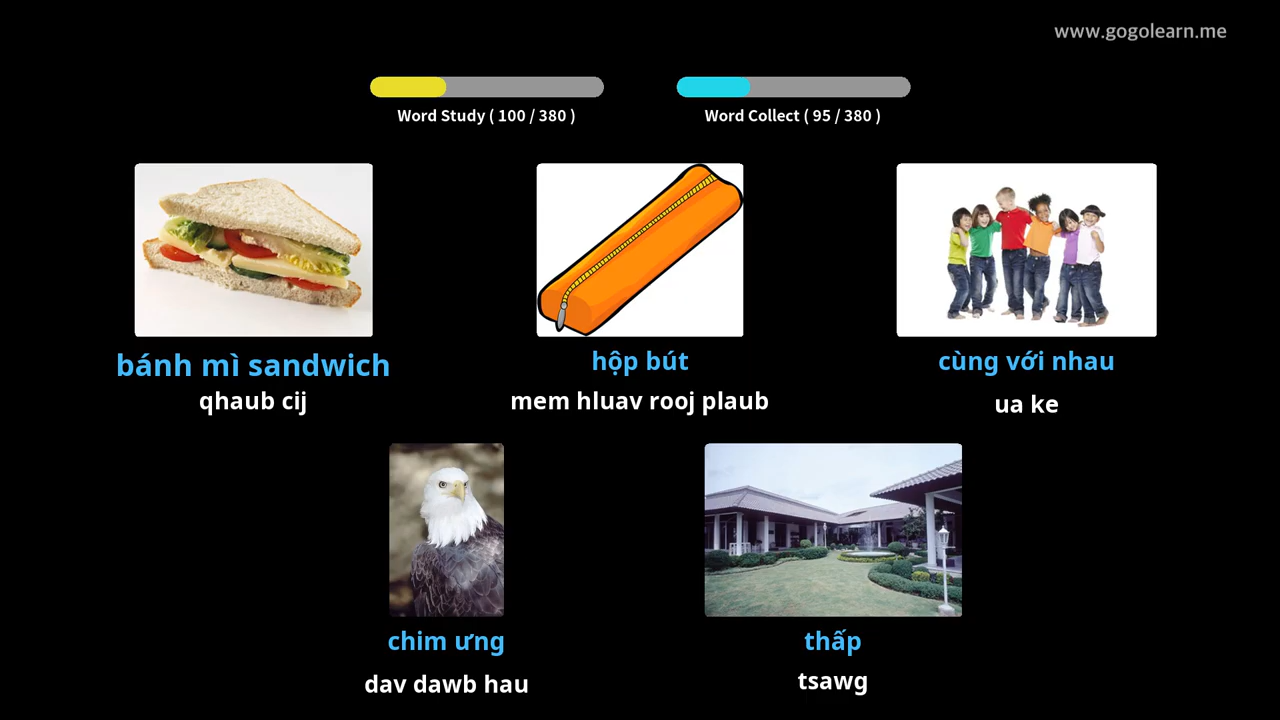 www.gogolearn.me
Word Study ( 100 / 380 )
Word Collect ( 95 / 380 )
bánh mì sandwich
qhaub cij
hộp bút
mem hluav rooj plaub
cùng với nhau
ua ke
chim ưng
dav dawb hau
thấp
tsawg